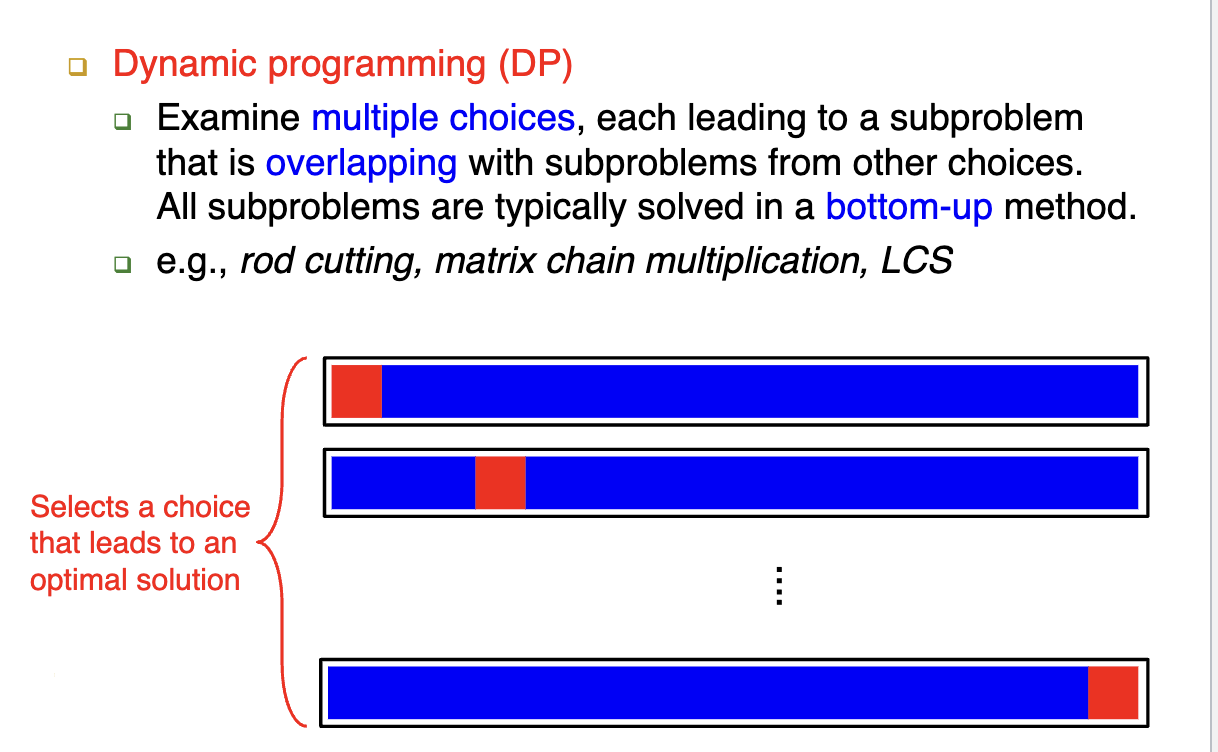 Dynamic programming (DP)
Examine multiple choices, each leading to a subproblem
that is overlapping with subproblems from other choices.
All subproblems are typically solved in a bottom-up method.
e.g., rod cutting, matrix chain multiplication, LCS
Selects a choice
that leads to an
optimal solution